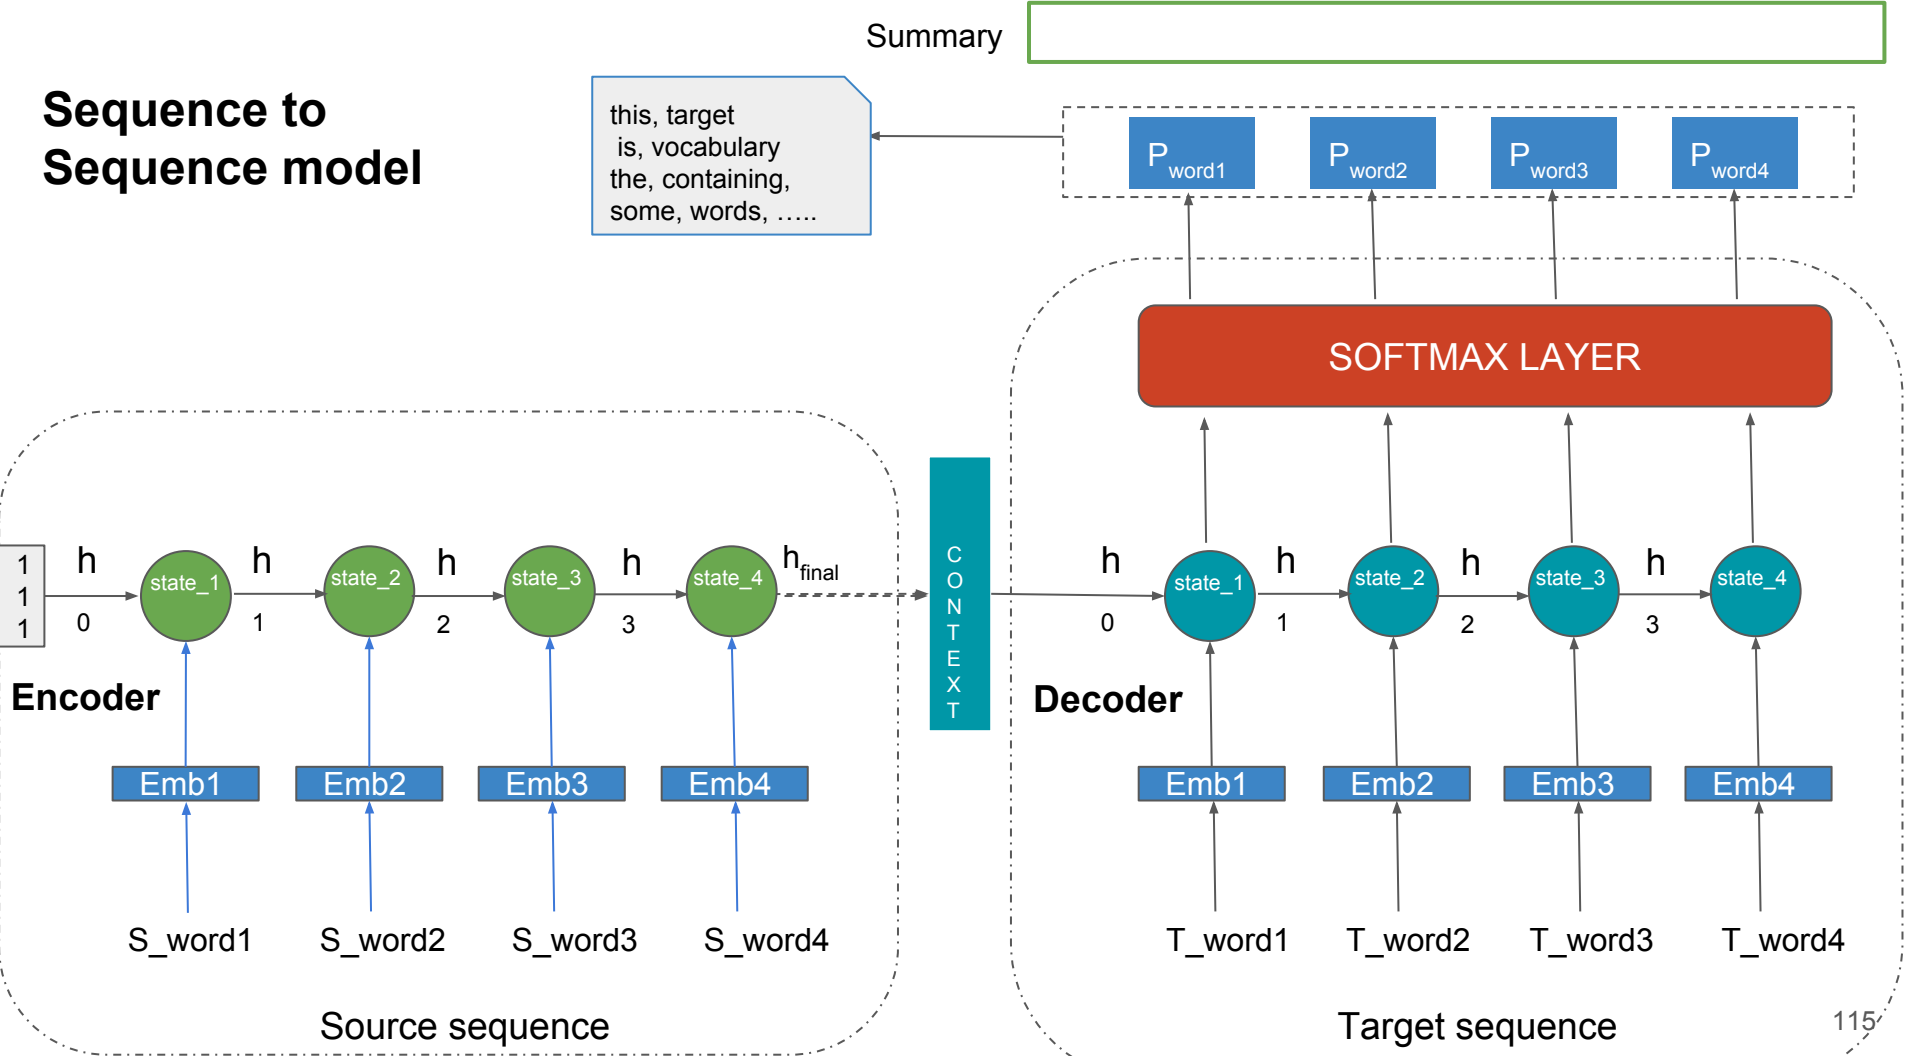 Summary
Sequence to
Sequence model
this, target
is, vocabulary
the, containing,
some, words, …..
P word1
P word2
P word3
P word4
SOFTMAX LAYER
1
1
1
h 0
state_1
h 1
state_2
h 2
state_3
h 3
state_4
h final
CONTEXT
h 0
state_1
h 1
state_2
h 2
state_3
h 3
state_4
Encoder
Decoder
Emb1
Emb2
Emb3
Emb4
Emb1
Emb2
Emb3
Emb4
S_word1
S_word2
S_word3
S_word4
T_word1
T_word2
T_word3
T_word4
Source sequence
Target sequence
115